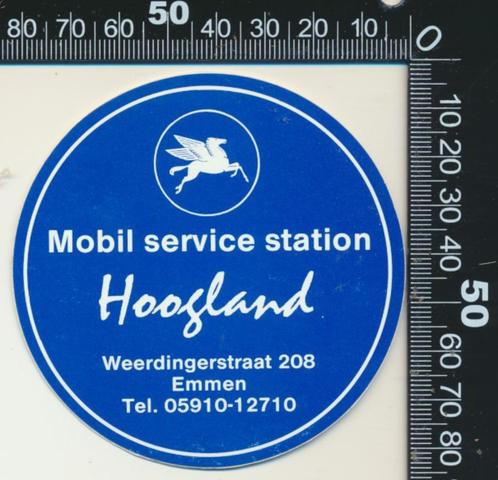 80 70 60 50 40 30 20 10 0
10
20
30
40
50
60
70
80
Mobil service station
Hoogland
Weerdingerstraat 208
Emmen
Tel. 05910-12710